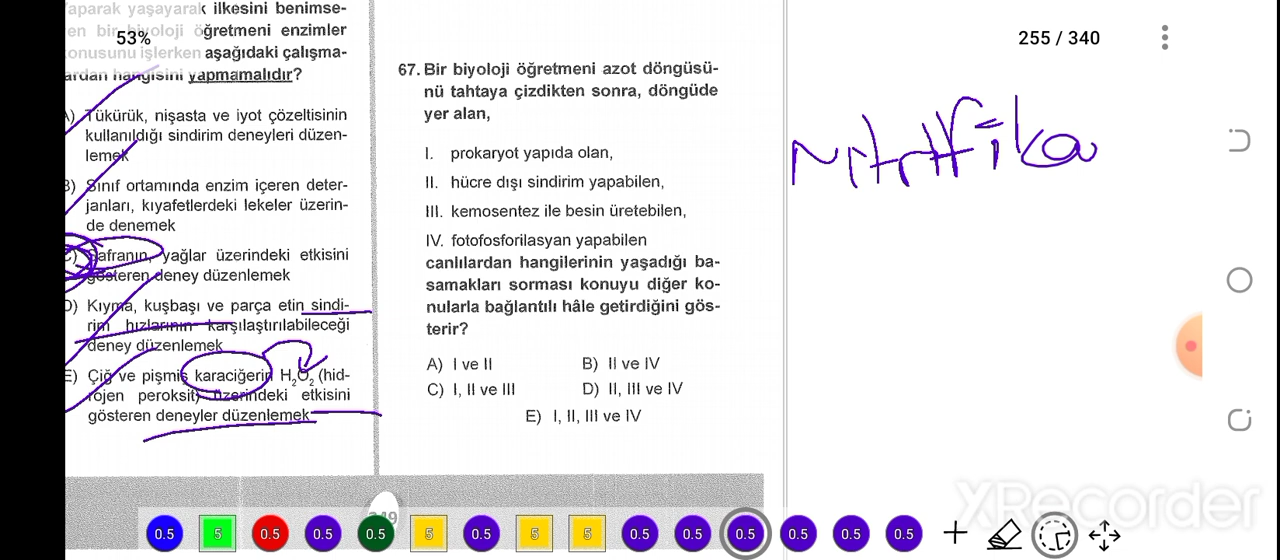 aparak yaşayarak ilkesini benimse-
en bir biyoloji öğretmeni enzimler
onusunu işlerken aşağıdaki çalışma-
ardan hangisini yapmamalıdır?
A) Tükürük, nişasta ve iyot çözeltisinin
kullanıldığı sindirim deneyleri düzen-
lemek
B) Sınıf ortamında enzim içeren deter-
janları, kıyafetlerdeki lekeler üzerin-
de denemek
C) Safranın, yağlar üzerindeki etkisini
gösteren deney düzenlemek
D) Kıyma, kuşbaşı ve parça etin sindi-
rim hızlarının karşılaştırılabileceği
deney düzenlemek
E) Çiğ ve pişmiş karaciğerin H₂O₂ (hid-
rojen peroksit) üzerindeki etkisini
gösteren deneyler düzenlemek
53%
67. Bir biyoloji öğretmeni azot döngüsü-
nü tahtaya çizdikten sonra, döngüde
yer alan,
I. prokaryot yapıda olan,
II. hücre dışı sindirim yapabilen,
III. kemosentez ile besin üretebilen,
IV. fotofosforilasyan yapabilen
canlılardan hangilerinin yaşadığı ba-
samakları sorması konuyu diğer ko-
nularla bağlantılı hâle getirdiğini gös-
terir?
A) I ve II B) II ve IV
C) I, II ve III D) II, III ve IV
E) I, II, III ve IV
255 / 340
Nitrifika
0.5 5 0.5 0.5 0.5 5 0.5 5 5 0.5 0.5 0.5 0.5 0.5 0.5
XRecorder